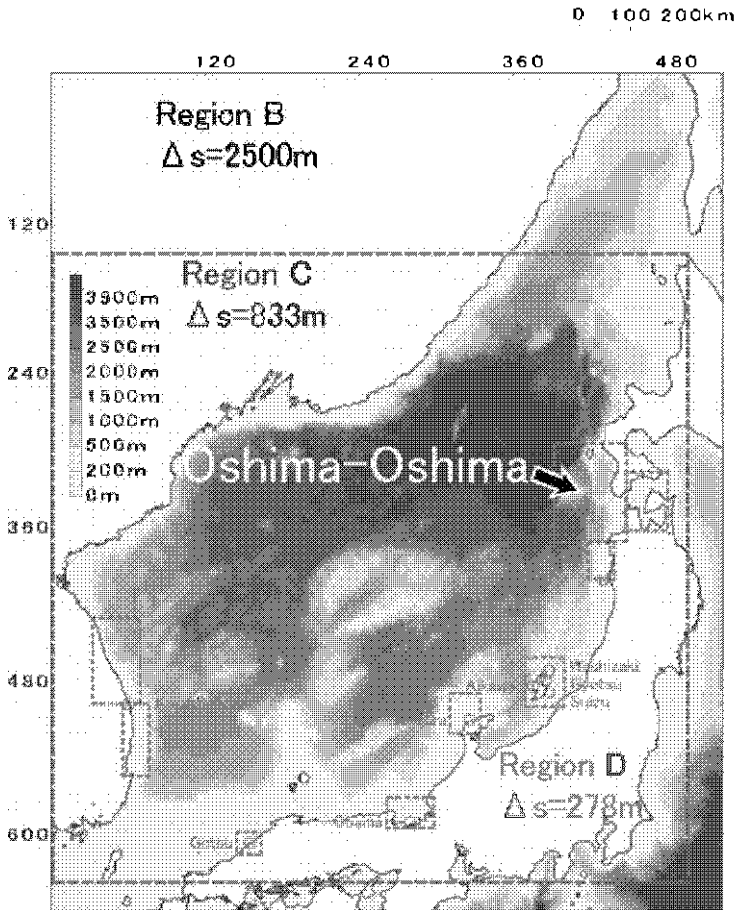 0 100 200km
120 240 360 480
Region B
Δs=2500m
120
Region C
Δs=833m
3900m
3500m
2500m
2000m
1500m
1000m
500m
200m
0m
240
Oshima-Oshima
360
480
Region D
Δs=278m
600